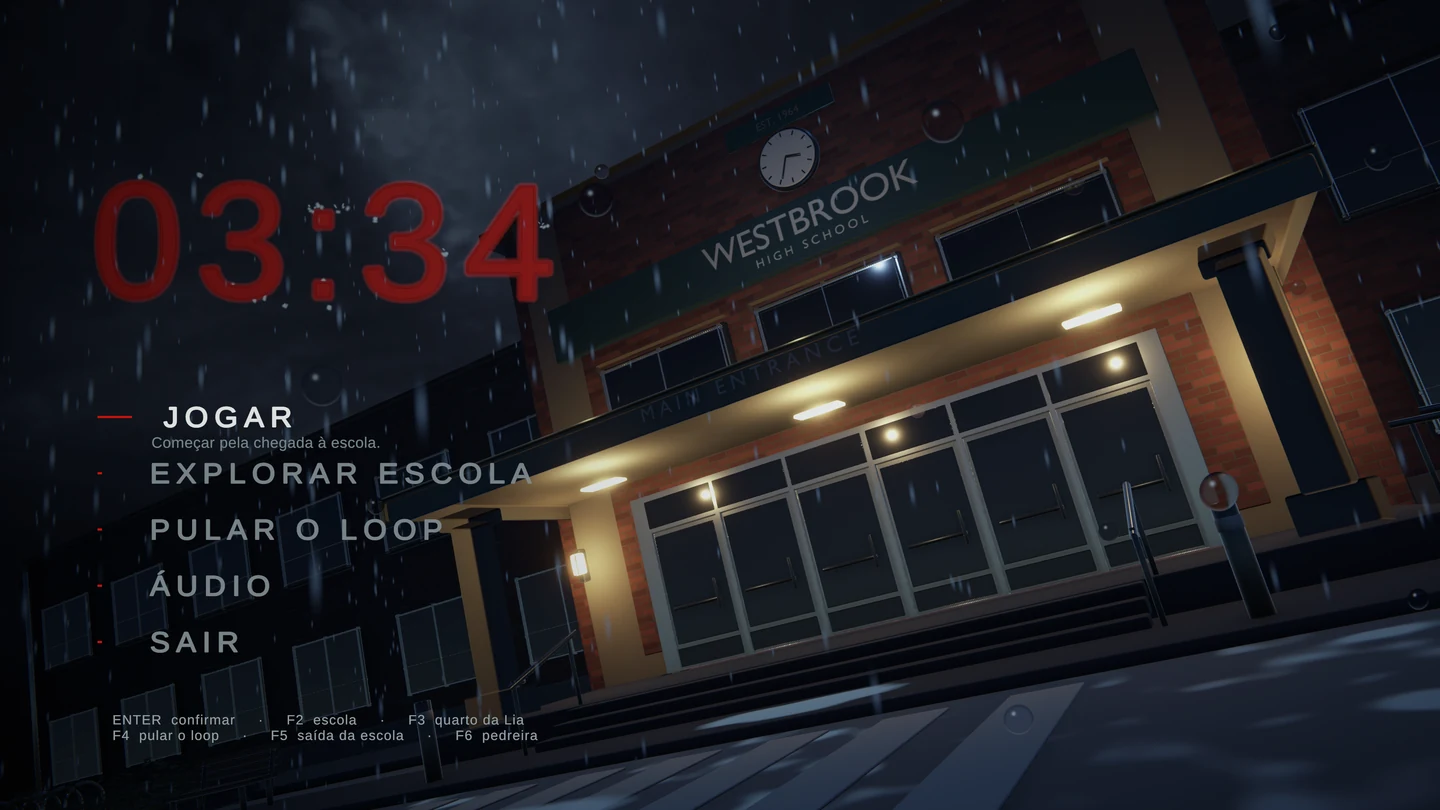 EST. 1964
WESTBROOK
HIGH SCHOOL
MAIN ENTRANCE
03:34
JOGAR
Começar pela chegada à escola.
EXPLORAR ESCOLA
PULAR O LOOP
ÁUDIO
SAIR
ENTER confirmar · F2 escola · F3 quarto da Lia
F4 pular o loop · F5 saída da escola · F6 pedreira